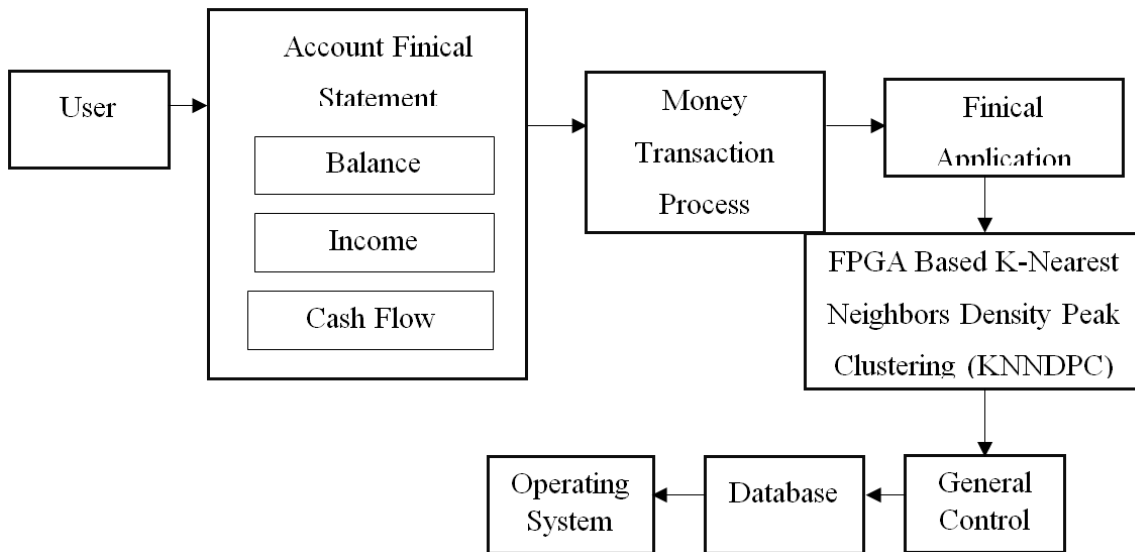 User
Account Finical
Statement
Balance
Income
Cash Flow
Money
Transaction
Process
Finical
Application
FPGA Based K-Nearest
Neighbors Density Peak
Clustering (KNNDPC)
General
Control
Database
Operating
System